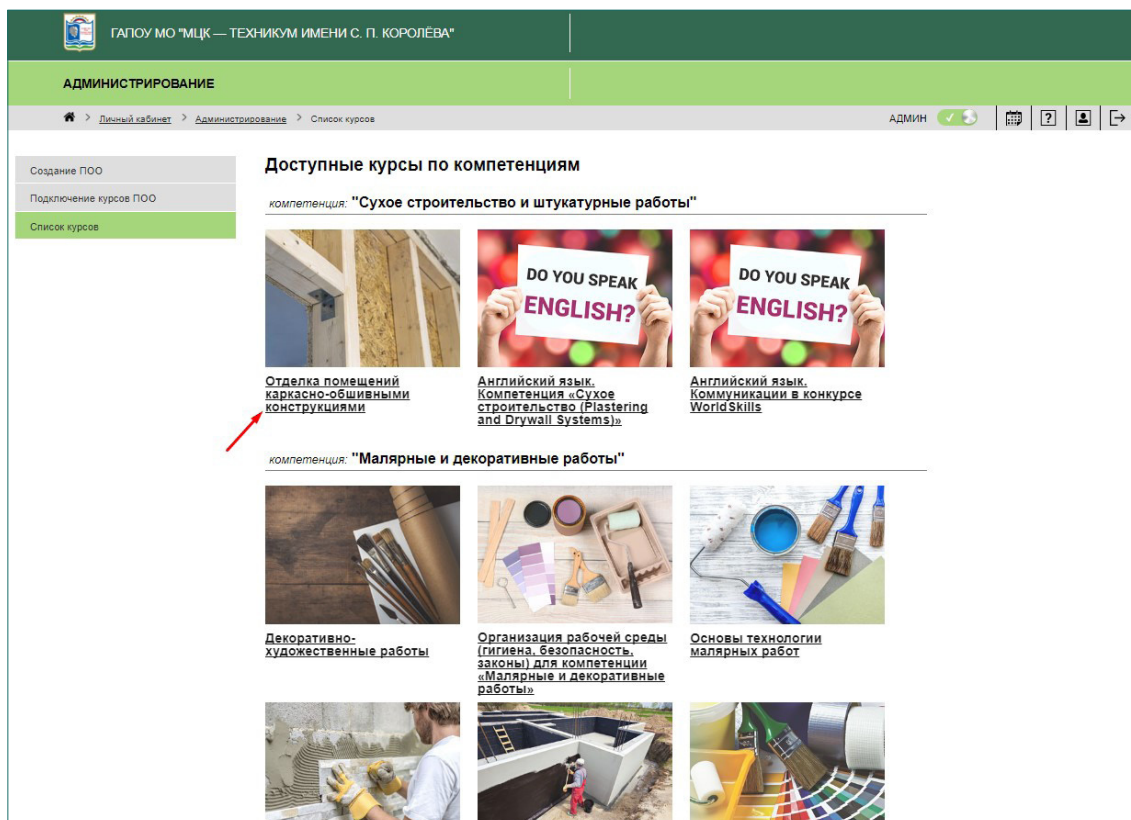 ГАПОУ МО "МЦК — ТЕХНИКУМ ИМЕНИ С. П. КОРОЛЁВА"
АДМИНИСТРИРОВАНИЕ
> Личный кабинет > Администрирование > Список курсов
АДМИН
?
Создание ПОО
Подключение курсов ПОО
Список курсов
Доступные курсы по компетенциям
компетенция: "Сухое строительство и штукатурные работы"
DO YOU SPEAK
ENGLISH?
DO YOU SPEAK
ENGLISH?
Отделка помещений
каркасно-обшивными
конструкциями
Английский язык.
Компетенция «Сухое
строительство (Plastering
and Drywall Systems)»
Английский язык.
Коммуникации в конкурсе
WorldSkills
компетенция: "Малярные и декоративные работы"
Декоративно-
художественные работы
Организация рабочей среды
(гигиена, безопасность,
законы) для компетенции
«Малярные и декоративные
работы»
Основы технологии
малярных работ